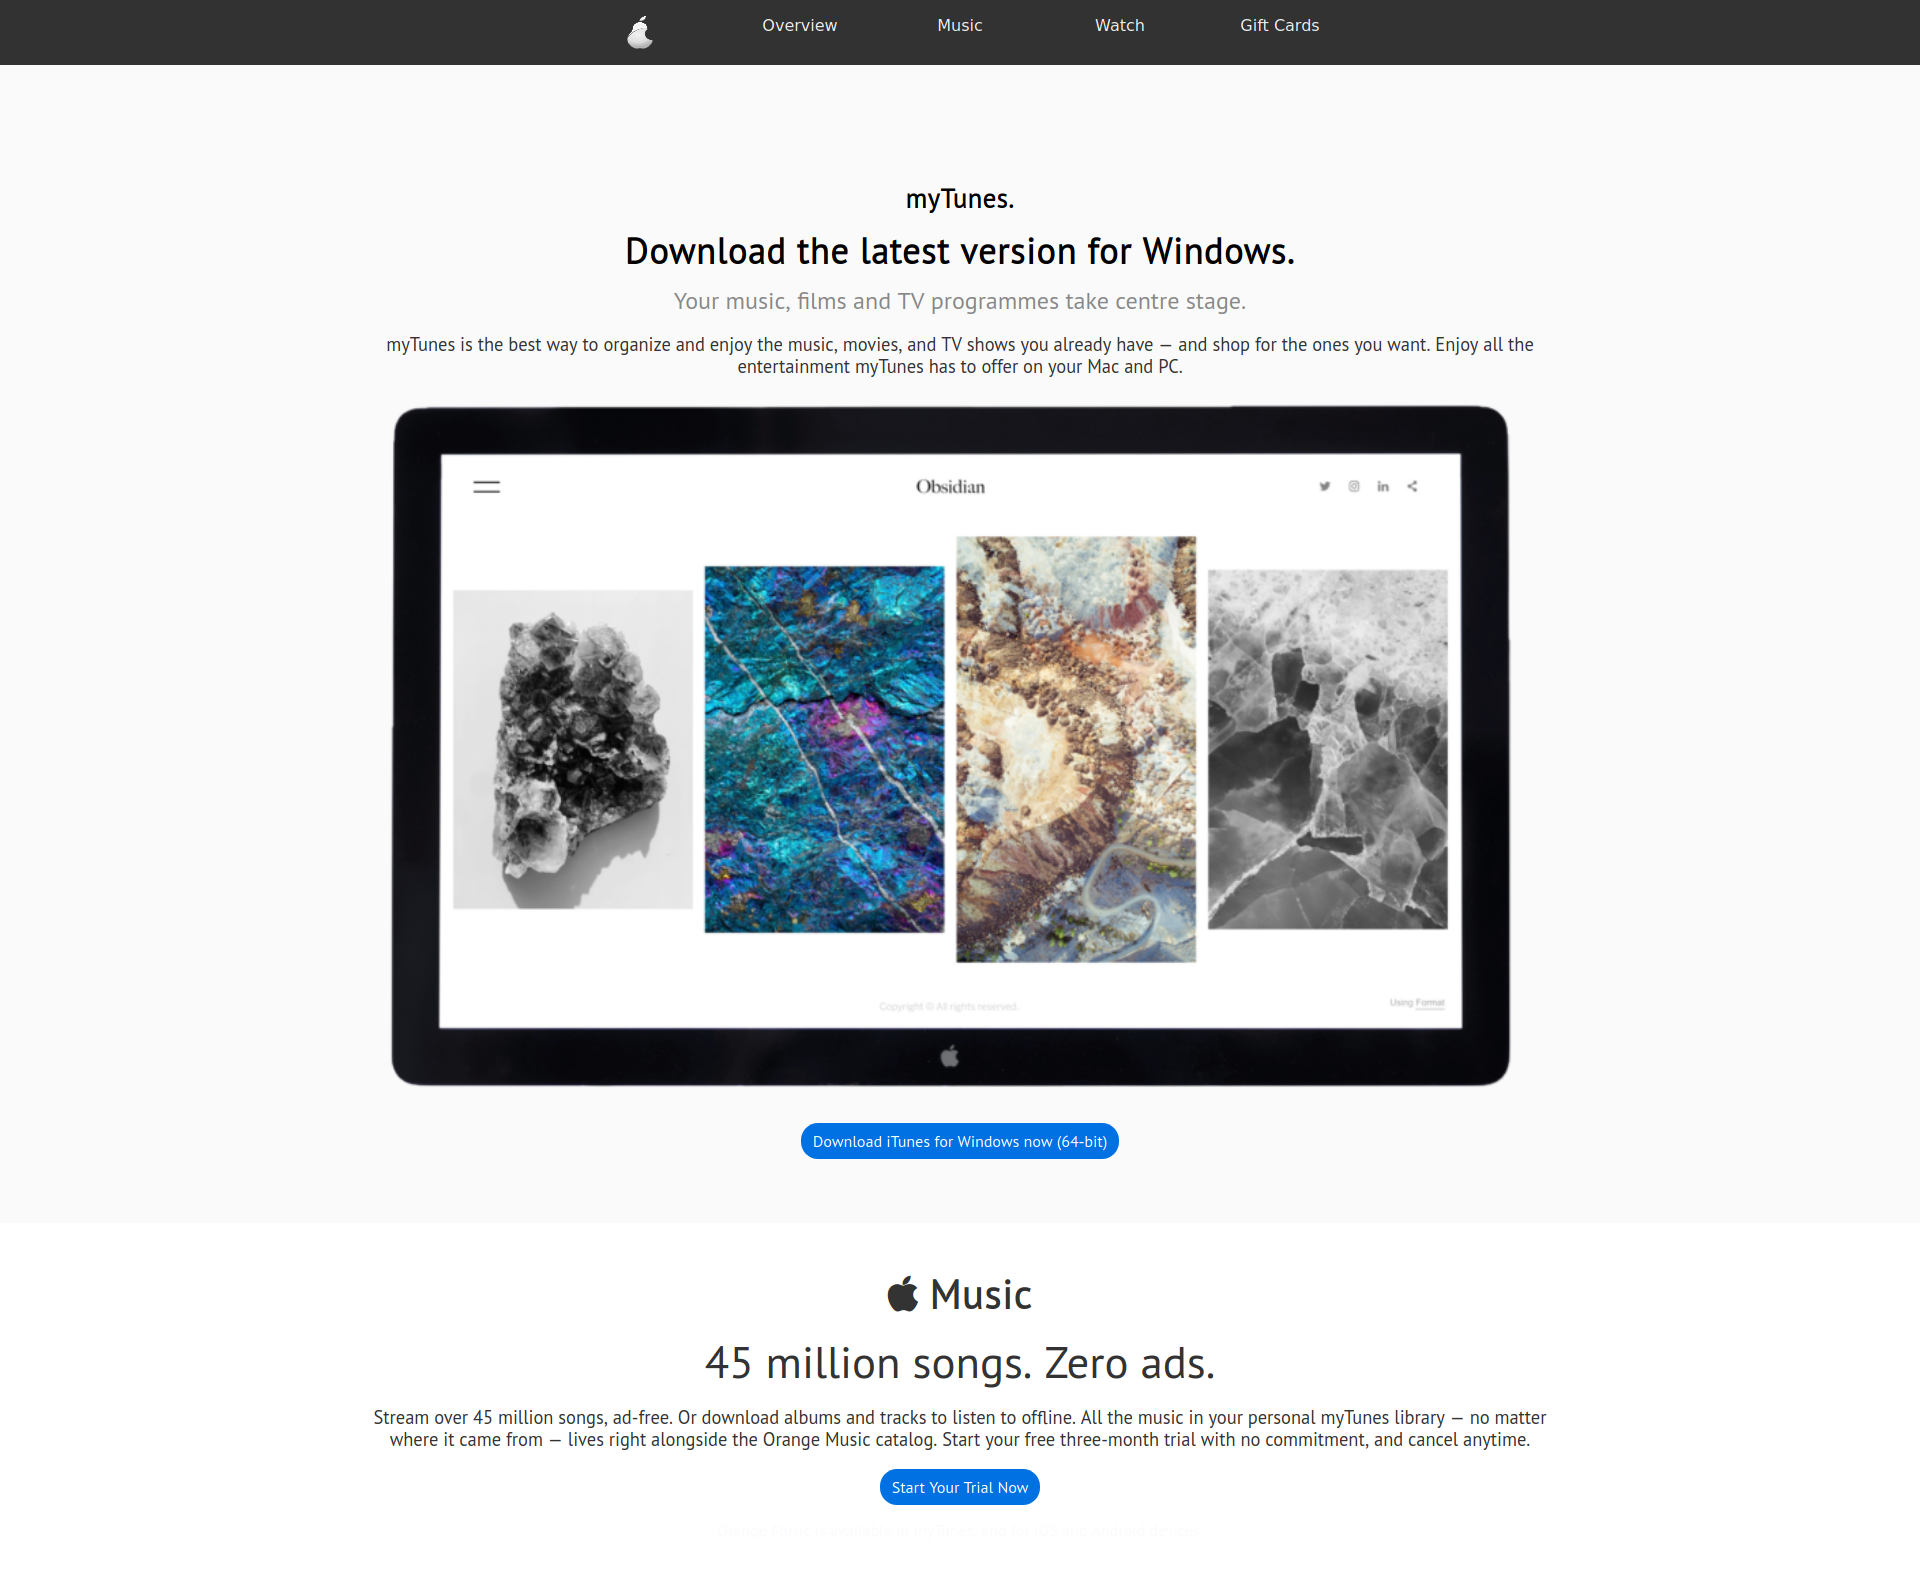 Overview Music Watch Gift Cards
myTunes.
Download the latest version for Windows.
Your music, films and TV programmes take centre stage.
myTunes is the best way to organize and enjoy the music, movies, and TV shows you already have — and shop for the ones you want. Enjoy all the
entertainment myTunes has to offer on your Mac and PC.
Obsidian
Copyright © All rights reserved.
Using Format
Download iTunes for Windows now (64-bit)
Music
45 million songs. Zero ads.
Stream over 45 million songs, ad-free. Or download albums and tracks to listen to offline. All the music in your personal myTunes library — no matter
where it came from — lives right alongside the Orange Music catalog. Start your free three-month trial with no commitment, and cancel anytime.
Start Your Trial Now